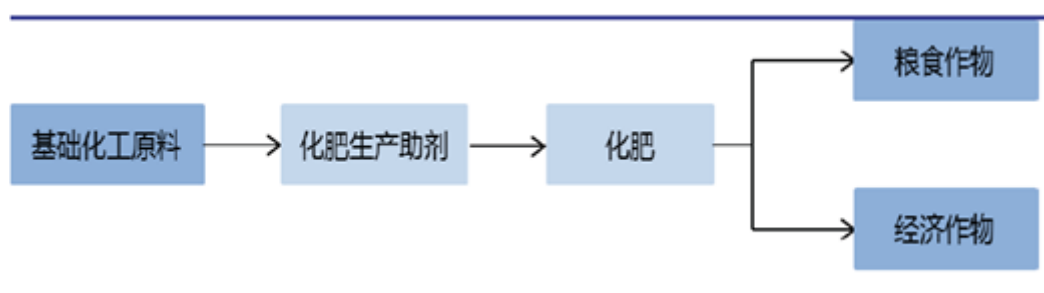 基础化工原料
化肥生产助剂
化肥
粮食作物
经济作物